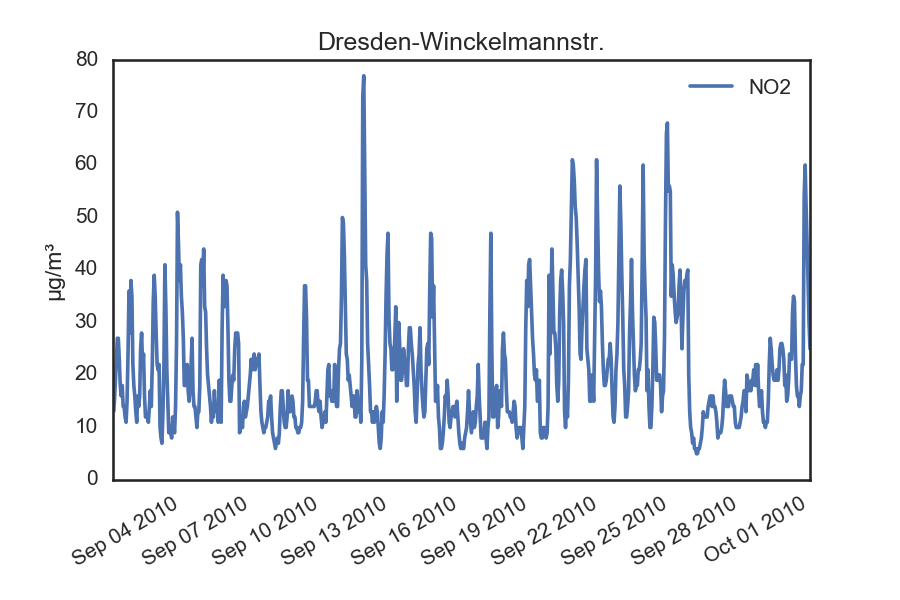 Dresden-Winckelmannstr.
80
70
60
50
40
30
20
10
0
µg/m³
NO2
Sep 04 2010
Sep 07 2010
Sep 10 2010
Sep 13 2010
Sep 16 2010
Sep 19 2010
Sep 22 2010
Sep 25 2010
Sep 28 2010
Oct 01 2010